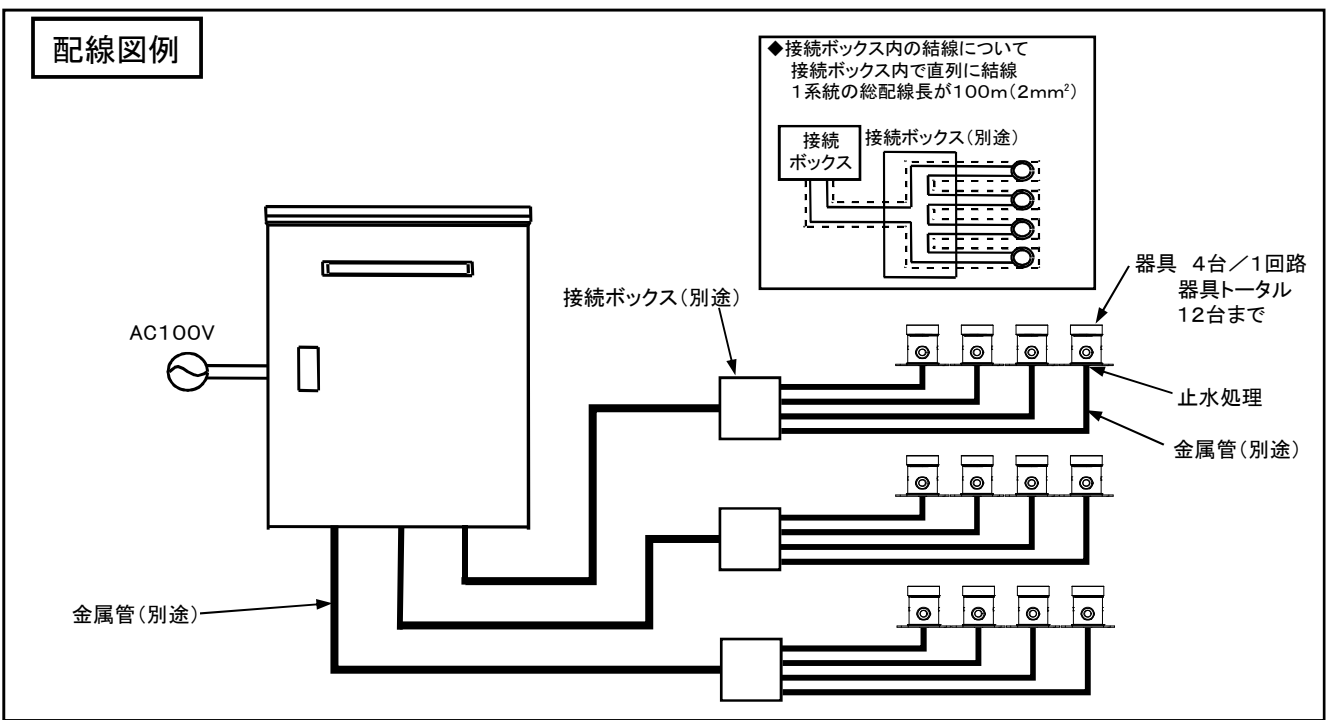 配線図例
◆接続ボックス内の結線について
接続ボックス内で直列に結線
1系統の総配線長が100m(2mm²)
接続
ボックス
接続ボックス(別途)
接続ボックス(別途)
器具 4台/1回路
器具トータル
12台まで
AC100V
止水処理
金属管(別途)
金属管(別途)